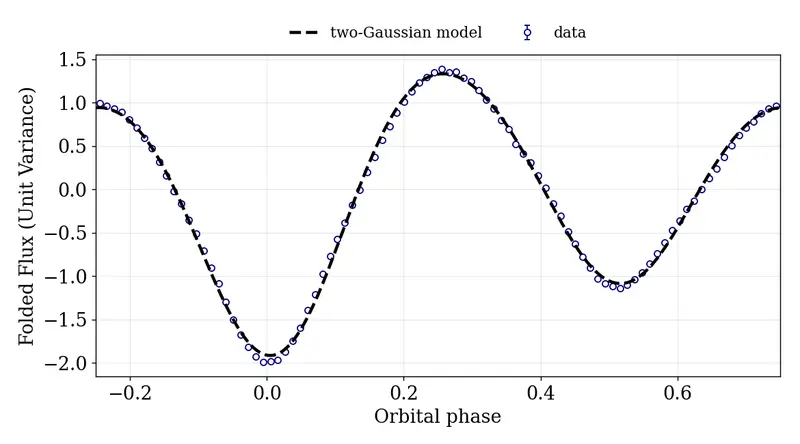 two-Gaussian model data
Folded Flux (Unit Variance)
1.5
1.0
0.5
0.0
−0.5
−1.0
−1.5
−2.0
−0.2 0.0 0.2 0.4 0.6
Orbital phase